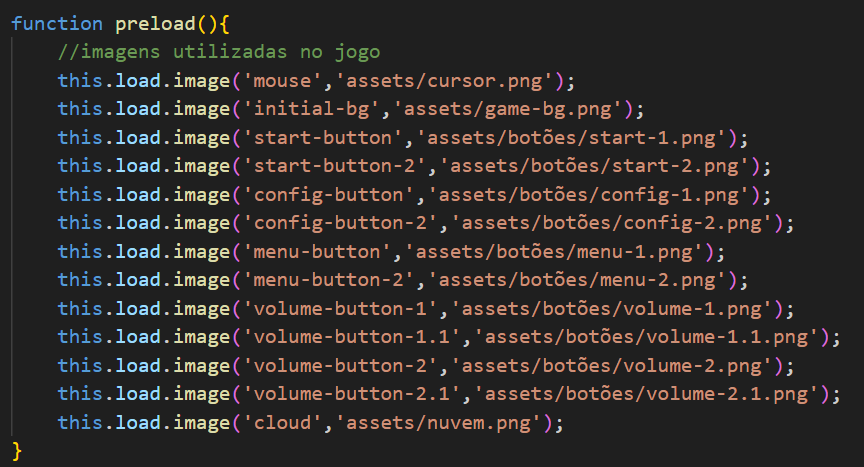 function preload(){
//imagens utilizadas no jogo
this.load.image('mouse','assets/cursor.png');
this.load.image('initial-bg','assets/game-bg.png');
this.load.image('start-button','assets/botões/start-1.png');
this.load.image('start-button-2','assets/botões/start-2.png');
this.load.image('config-button','assets/botões/config-1.png');
this.load.image('config-button-2','assets/botões/config-2.png');
this.load.image('menu-button','assets/botões/menu-1.png');
this.load.image('menu-button-2','assets/botões/menu-2.png');
this.load.image('volume-button-1','assets/botões/volume-1.png');
this.load.image('volume-button-1.1','assets/botões/volume-1.1.png');
this.load.image('volume-button-2','assets/botões/volume-2.png');
this.load.image('volume-button-2.1','assets/botões/volume-2.1.png');
this.load.image('cloud','assets/nuvem.png');
}